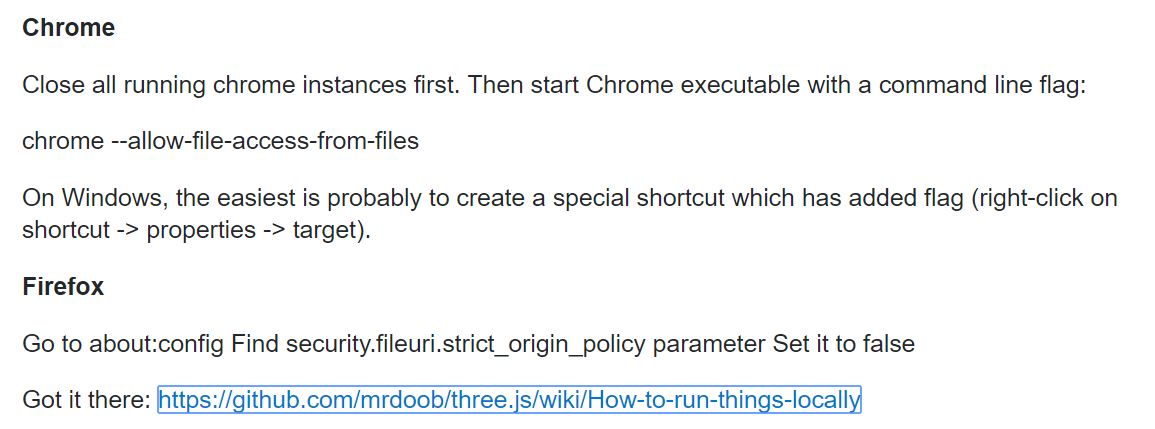 Chrome
Close all running chrome instances first. Then start Chrome executable with a command line flag:
chrome --allow-file-access-from-files
On Windows, the easiest is probably to create a special shortcut which has added flag (right-click on
shortcut -> properties -> target).
Firefox
Go to about:config Find security.fileuri.strict_origin_policy parameter Set it to false
Got it there: https://github.com/mrdoob/three.js/wiki/How-to-run-things-locally